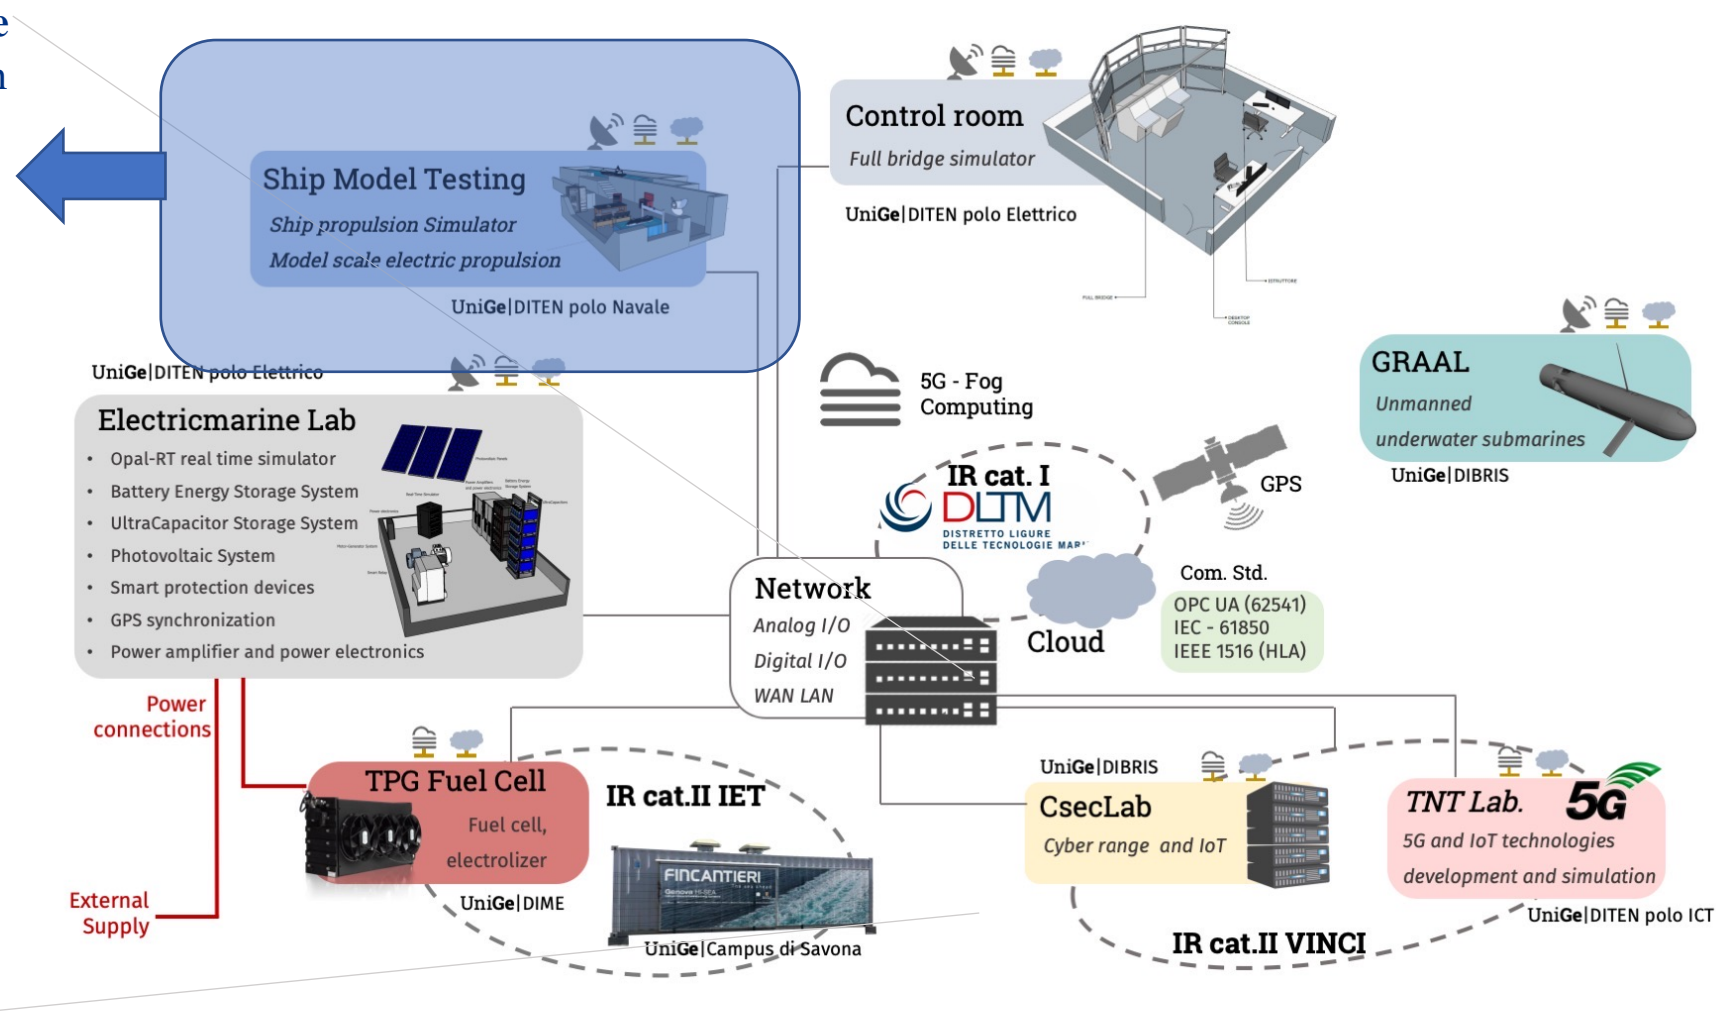 e
n
Ship Model Testing
Ship propulsion Simulator
Model scale electric propulsion
UniGe|DITEN polo Navale
Control room
Full bridge simulator
UniGe|DITEN polo Elettrico
FULL BRIDGE
ISTRUTTORE
DESKTOP
CONSOLE
GRAAL
Unmanned
underwater submarines
UniGe|DIBRIS
UniGe|DITEN polo Elettrico
Electricmarine Lab
• Opal-RT real time simulator
• Battery Energy Storage System
• UltraCapacitor Storage System
• Photovoltaic System
• Smart protection devices
• GPS synchronization
• Power amplifier and power electronics
5G - Fog
Computing
IR cat. I
DLTM
DISTRETTO LIGURE
DELLE TECNOLOGIE MARI
GPS
Cloud
Com. Std.
OPC UA (62541)
IEC - 61850
IEEE 1516 (HLA)
Network
Analog I/O
Digital I/O
WAN LAN
Power
connections
External
Supply
TPG Fuel Cell
Fuel cell,
electrolizer
UniGe|DIME
IR cat.II IET
FINCANTIERI
UniGe|Campus di Savona
UniGe|DIBRIS
CsecLab
Cyber range and IoT
TNT Lab.
5G
5G and IoT technologies
development and simulation
UniGe|DITEN polo ICT
IR cat.II VINCI